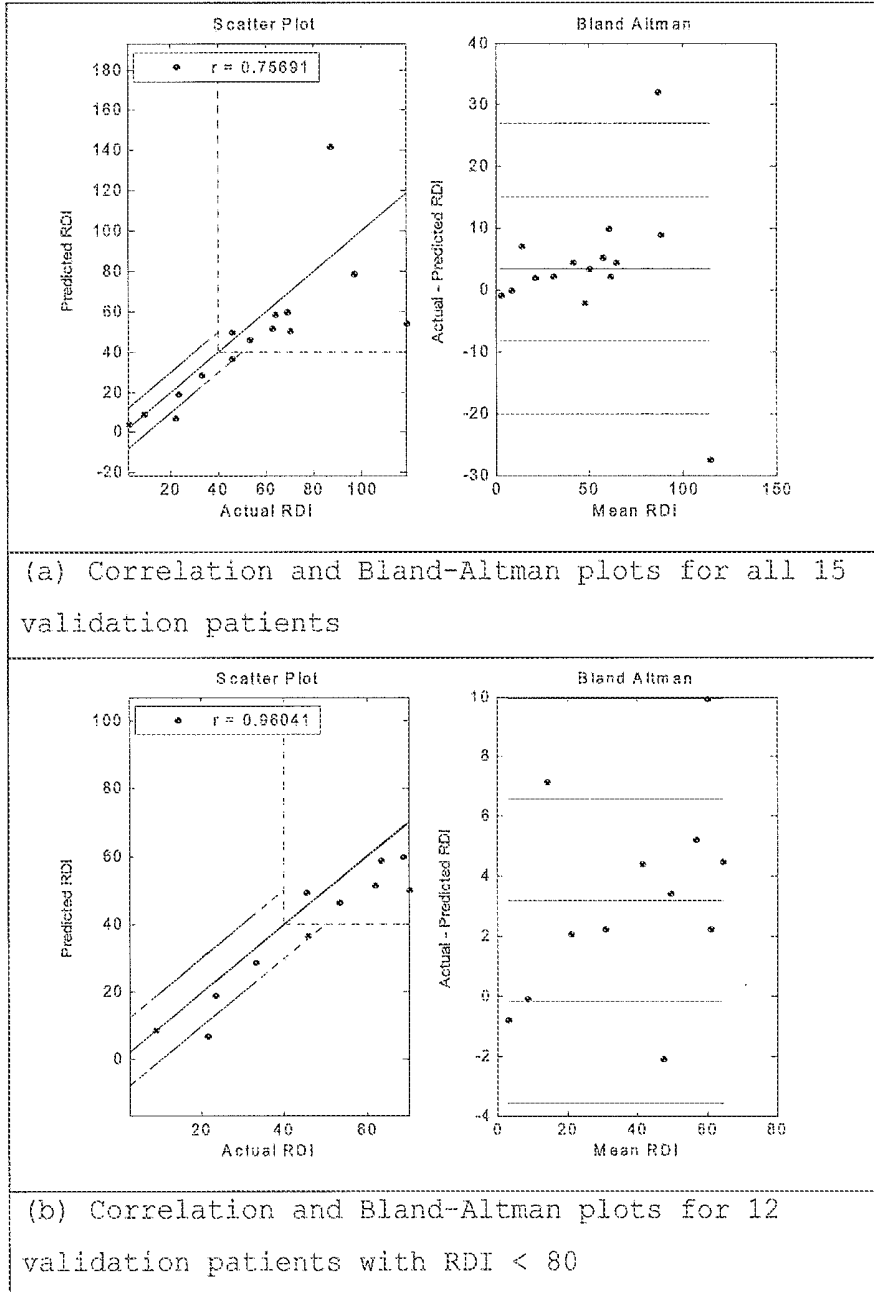 Scatter Plot
r = 0.75691
180
160
140
120
100
80
60
40
20
0
-20
20
40
60
80
100
Predicted RDI
Actual RDI
Bland Altman
40
30
20
10
0
-10
-20
-30
0
50
100
150
Actual - Predicted RDI
Mean RDI
(a) Correlation and Bland-Altman plots for all 15
validation patients
Scatter Plot
r = 0.96041
100
80
60
40
20
0
20
40
60
Predicted RDI
Actual RDI
Bland Altman
10
8
6
4
2
0
-2
-4
0
20
40
60
80
Actual - Predicted RDI
Mean RDI
(b) Correlation and Bland-Altman plots for 12
validation patients with RDI < 80